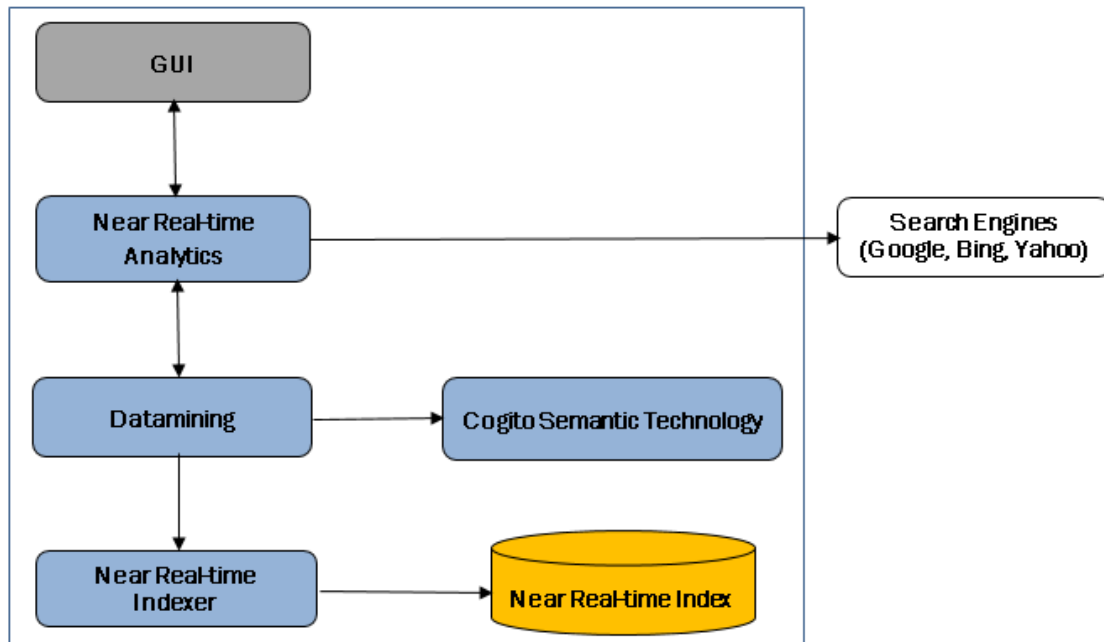 GUI
Near Real-time
Analytics
Search Engines
(Google, Bing, Yahoo)
Datamining
Cogito Semantic Technology
Near Real-time
Indexer
Near Real-time Index